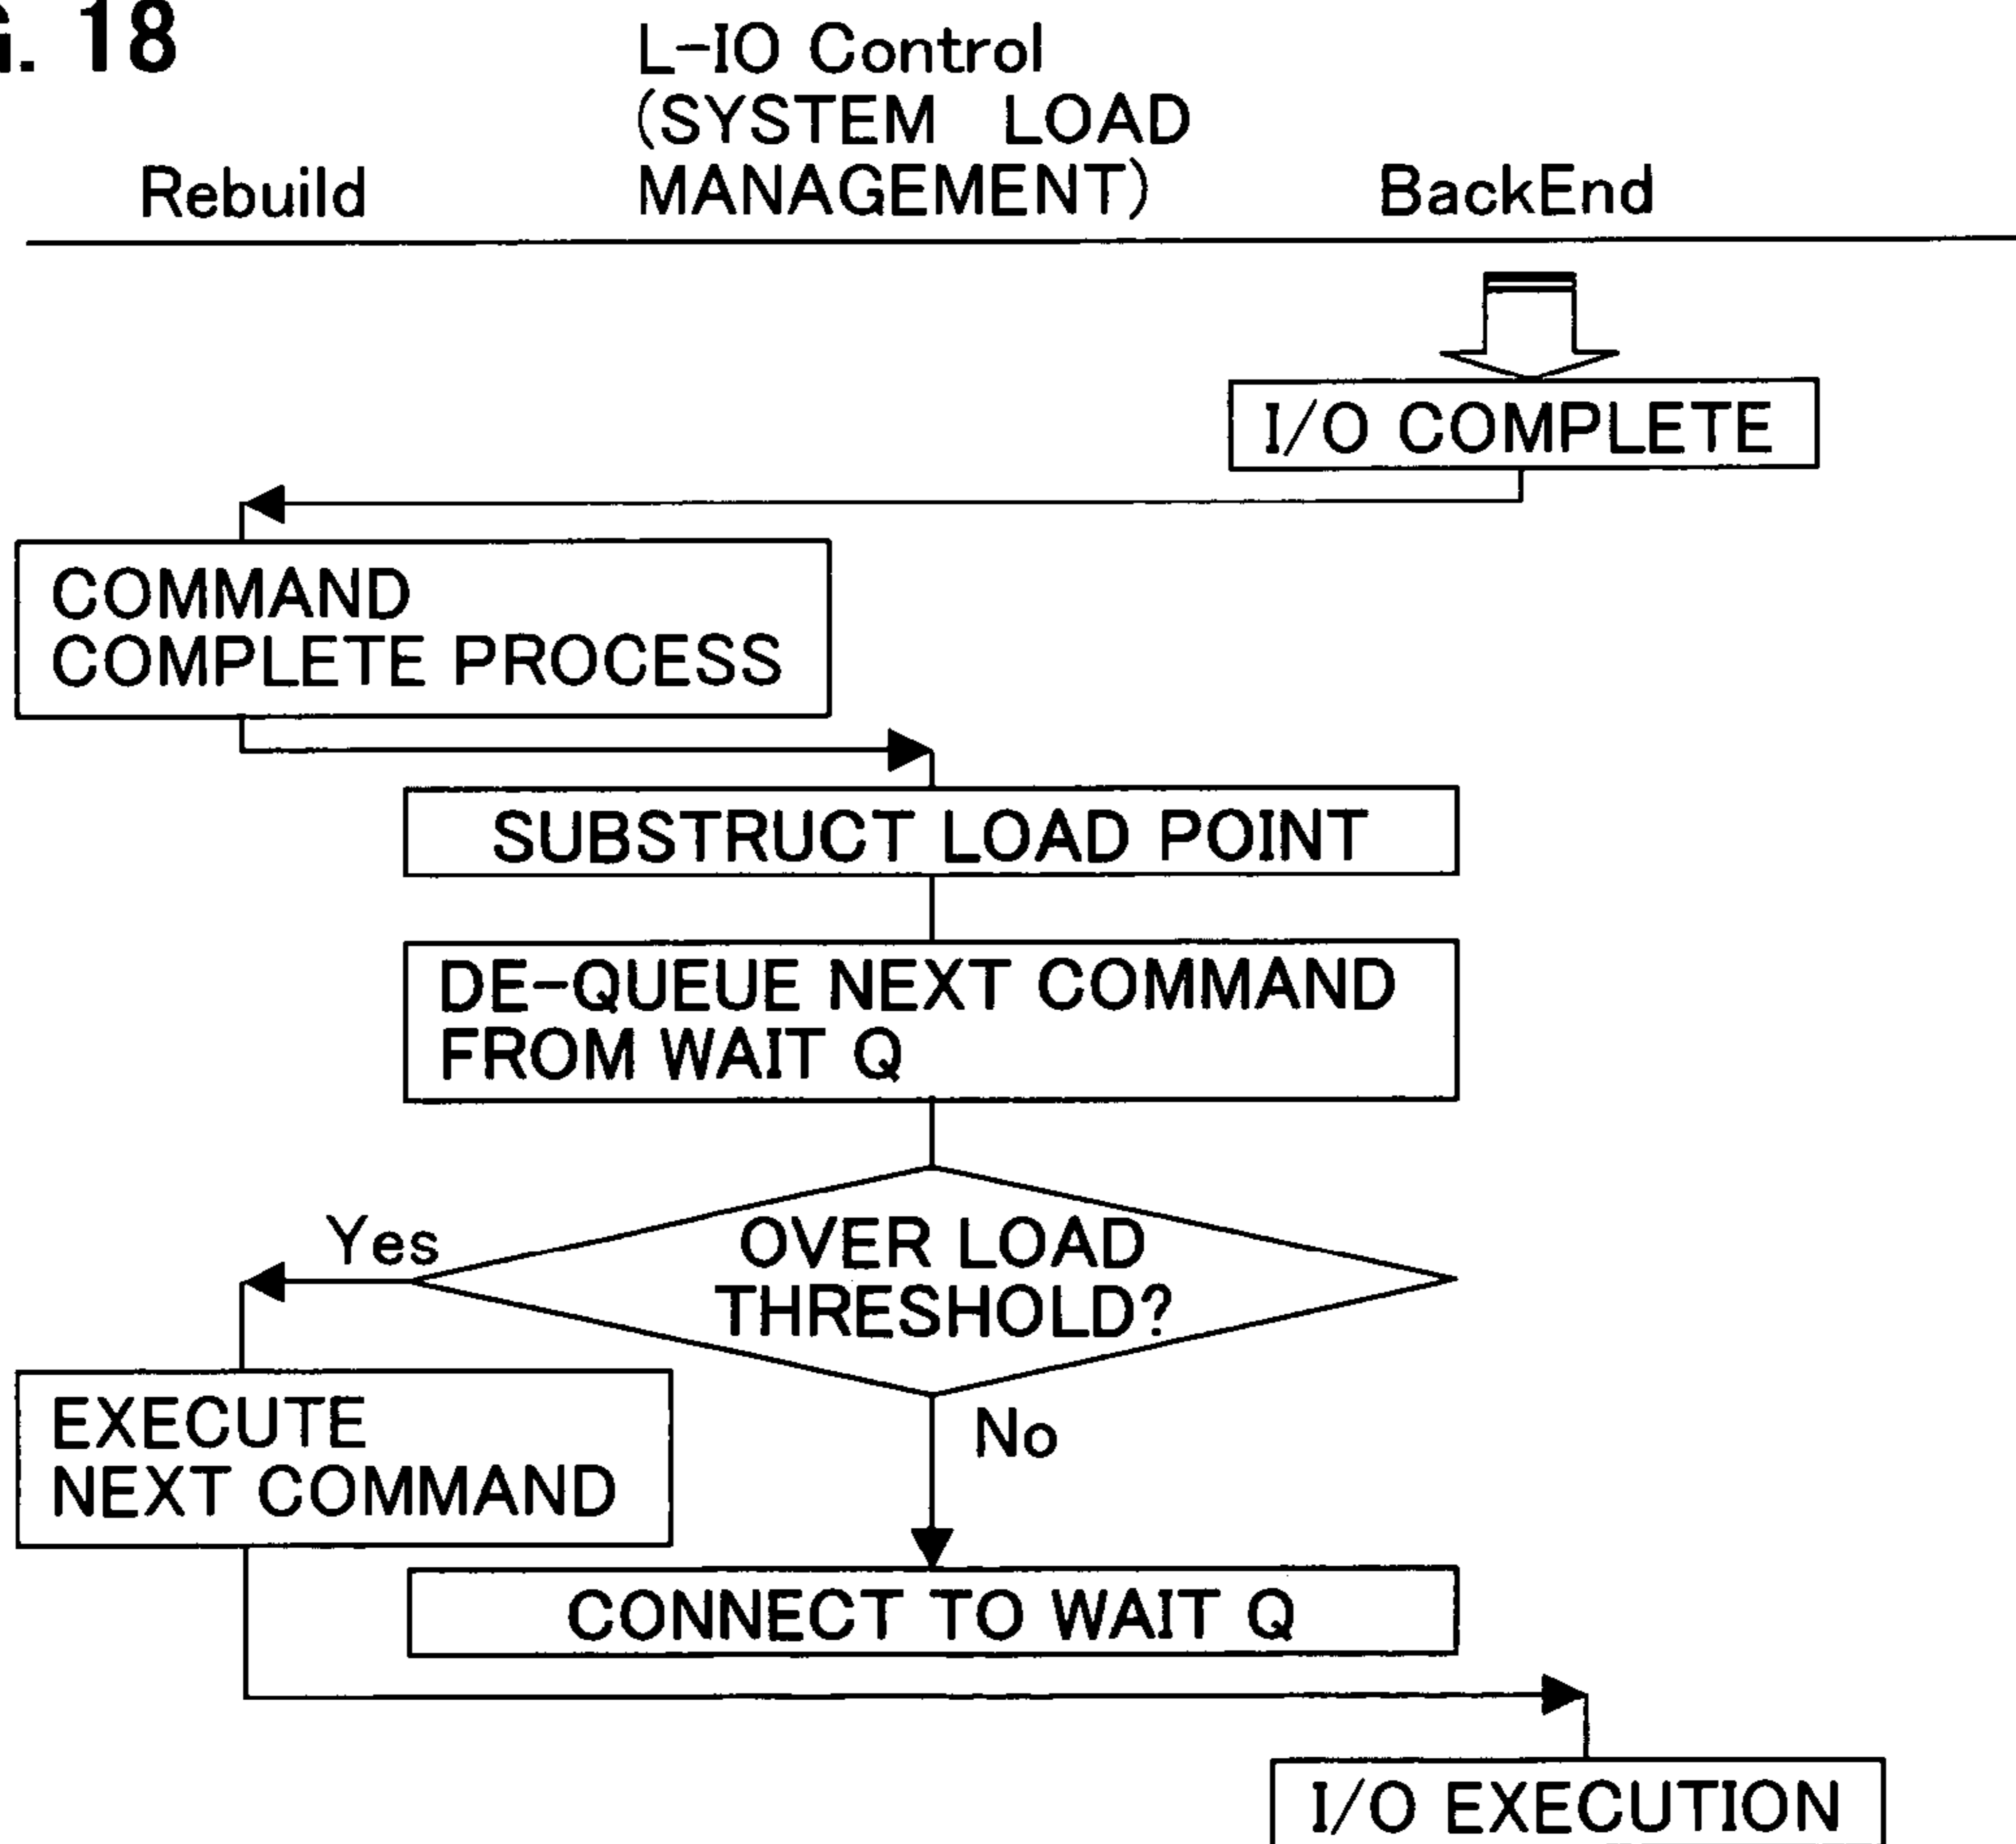 . 18
L-IO Control
(SYSTEM LOAD
MANAGEMENT)
Rebuild
BackEnd
I/O COMPLETE
COMMAND
COMPLETE PROCESS
SUBSTRUCT LOAD POINT
DE-QUEUE NEXT COMMAND
FROM WAIT Q
OVER LOAD
THRESHOLD?
Yes
No
EXECUTE
NEXT COMMAND
CONNECT TO WAIT Q
I/O EXECUTION